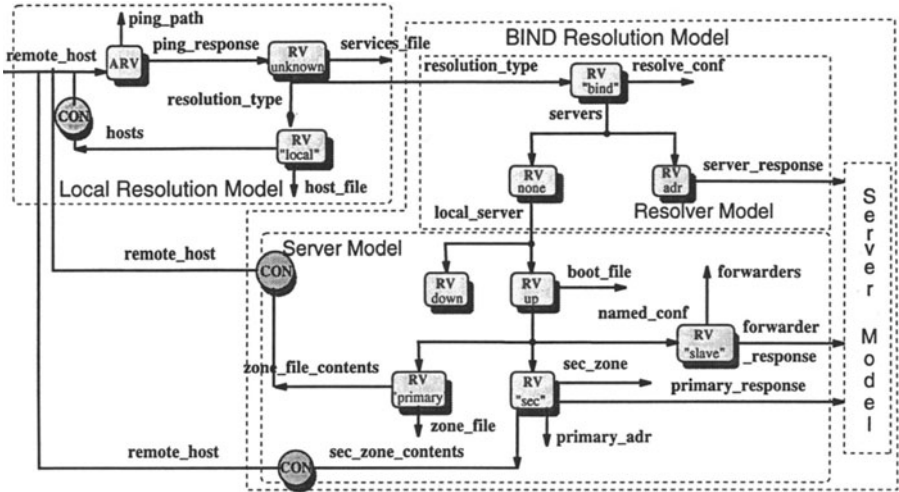 ping_path
BIND Resolution Model
remote_host
ping_response
services_file
ARV
RV
unknown
resolution_type
RV
"bind"
resolve_conf
resolution_type
servers
CON
hosts
RV
"local"
server_response
RV
none
RV
adr
Local Resolution Model
host_file
local_server
Resolver Model
Server Model
remote_host
CON
Server Model
forwarders
RV
down
RV
up
boot_file
named_conf
RV
"slave"
forwarder
_response
zone_file_contents
RV
"primary
sec_zone
RV
"sec"
primary_response
zone_file
primary_adr
remote_host
CON
sec_zone_contents